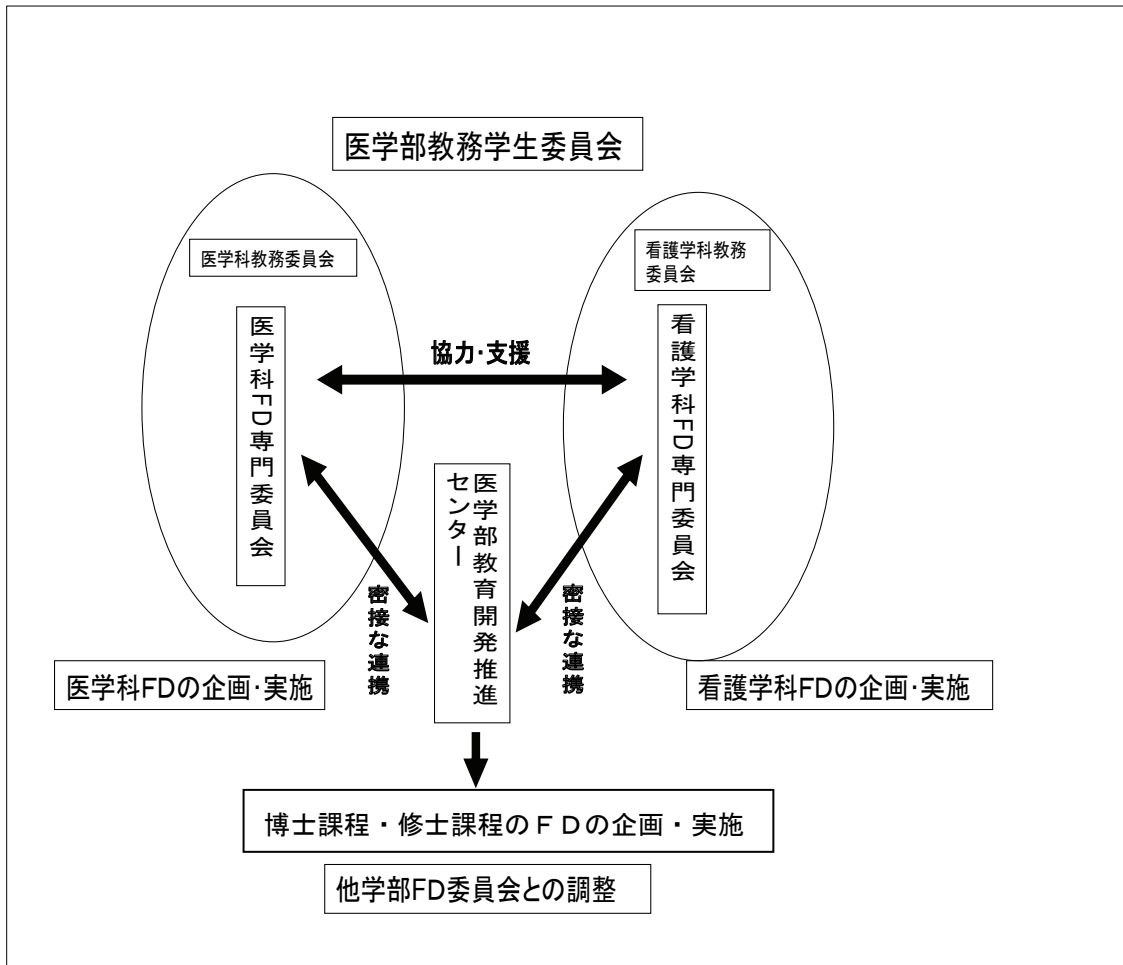 医学部教務学生委員会
医学科教務委員会
看護学科教務
委員会
医学科FD専門委員会
協力・支援
看護学科FD専門委員会
医学部教育開発推進
センター
密接な連携
密接な連携
医学科FDの企画・実施
看護学科FDの企画・実施
博士課程・修士課程のＦＤの企画・実施
他学部FD委員会との調整